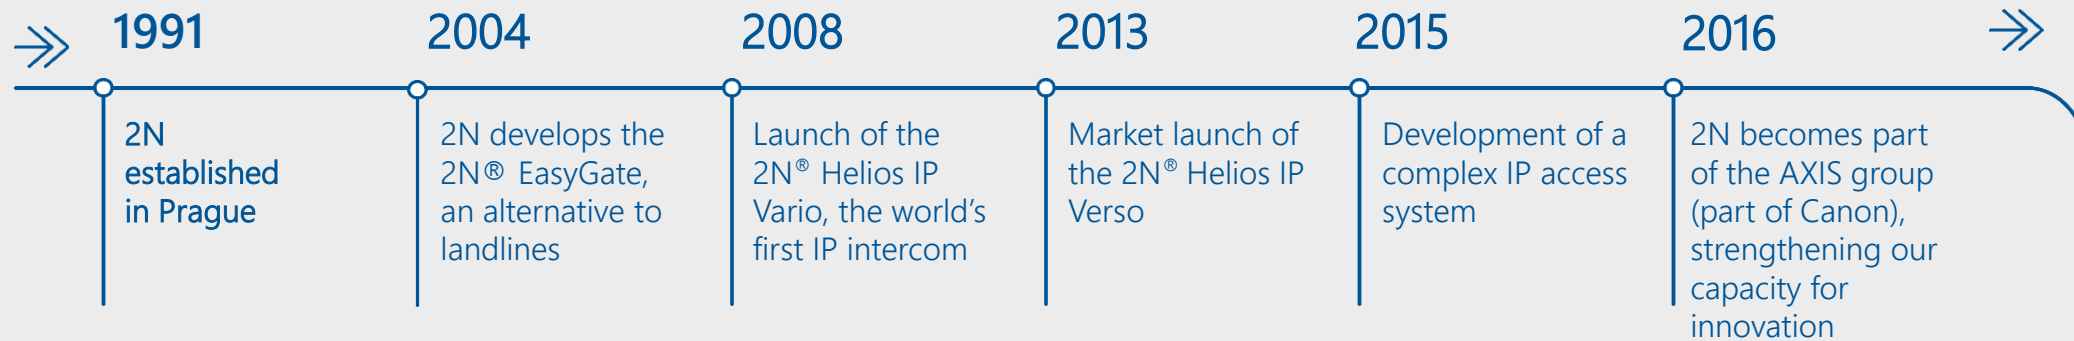 1991
2N
established
in Prague
2004
2N develops the
2N® EasyGate,
an alternative to
landlines
2008
Launch of the
2N® Helios IP
Vario, the world’s
first IP intercom
2013
Market launch of
the 2N® Helios IP
Verso
2015
Development of a
complex IP access
system
2016
2N becomes part
of the AXIS group
(part of Canon),
strengthening our
capacity for
innovation